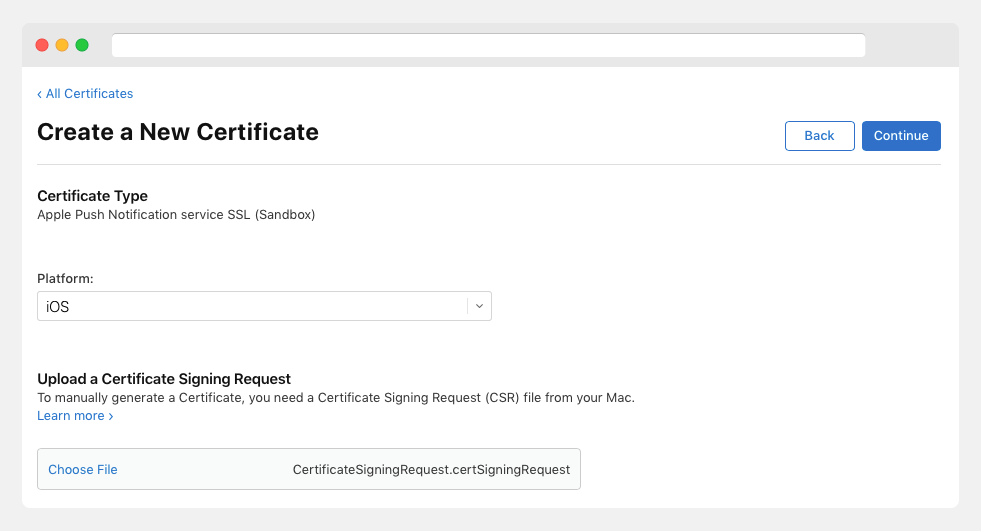 ‹ All Certificates
Create a New Certificate
Back
Continue
Certificate Type
Apple Push Notification service SSL (Sandbox)
Platform:
iOS
Upload a Certificate Signing Request
To manually generate a Certificate, you need a Certificate Signing Request (CSR) file from your Mac.
Learn more ›
Choose File
CertificateSigningRequest.certSigningRequest